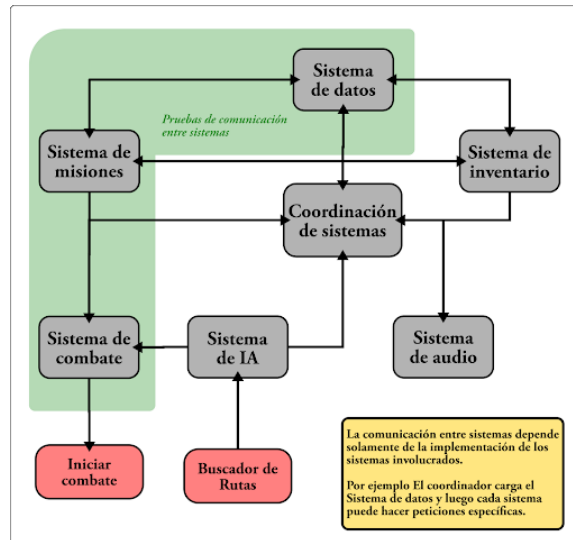 Sistema
de datos
Pruebas de comunicación
entre sistemas
Sistema de
misiones
Sistema de
inventario
Coordinación
de sistemas
Sistema de
combate
Sistema
de IA
Sistema
de audio
Iniciar
combate
Buscador de
Rutas
La comunicación entre sistemas depende
solamente de la implementación de los
sistemas involucrados.
Por ejemplo El coordinador carga el
Sistema de datos y luego cada sistema
puede hacer peticiones específicas.